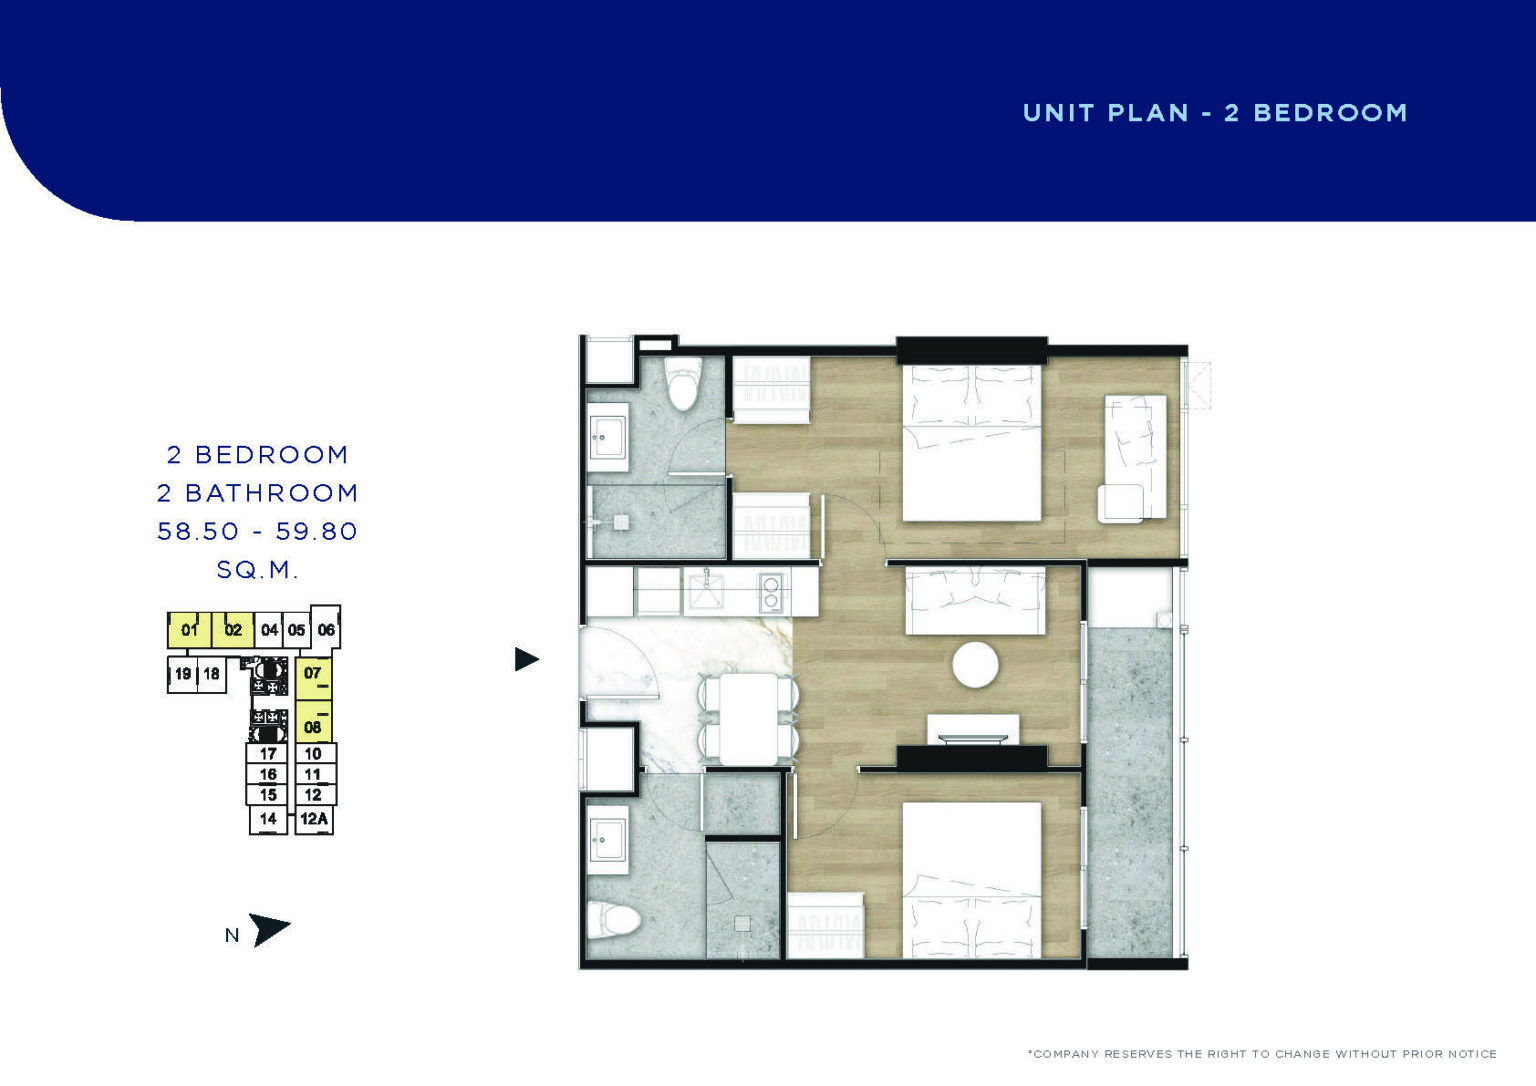 UNIT PLAN - 2 BEDROOM
2 BEDROOM
2 BATHROOM
58.50 - 59.80
SQ.M.
01 02 04 05 06
19 18 07
08
17 10
16 11
15 12
14 12A
N
*COMPANY RESERVES THE RIGHT TO CHANGE WITHOUT PRIOR NOTICE